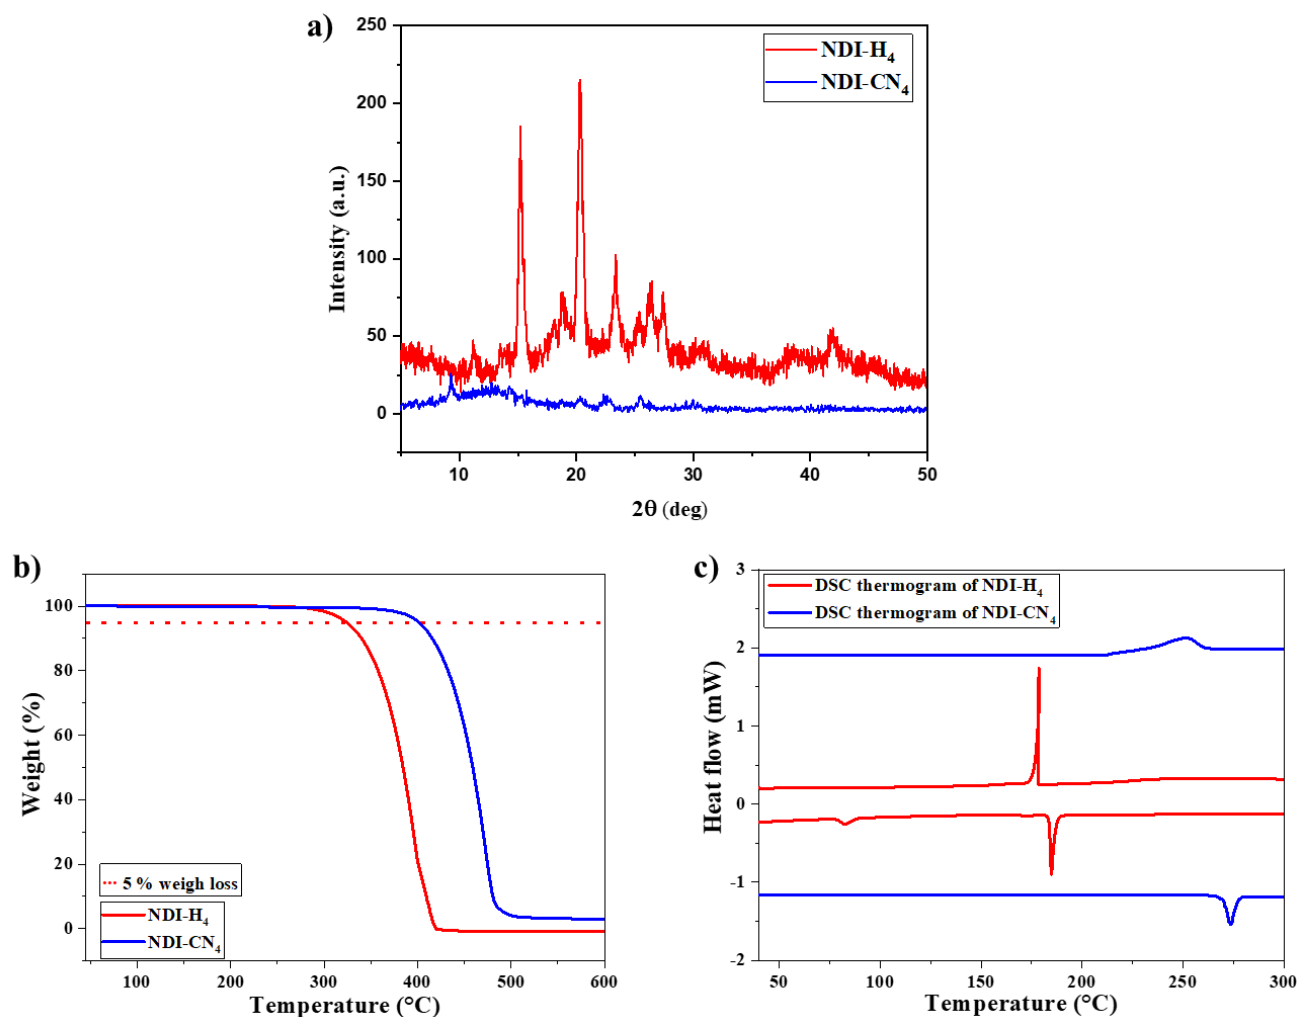 a)
250
200
150
100
50
0
Intensity (a.u.)
NDI-H₄
NDI-CN₄
10
20
30
40
50
2θ (deg)
b)
100
80
60
40
20
0
Weight (%)
5 % weigh loss
NDI-H₄
NDI-CN₄
100
200
300
400
500
600
Temperature (°C)
c)
3
2
1
0
-1
-2
Heat flow (mW)
DSC thermogram of NDI-H₄
DSC thermogram of NDI-CN₄
50
100
150
200
250
300
Temperature (°C)